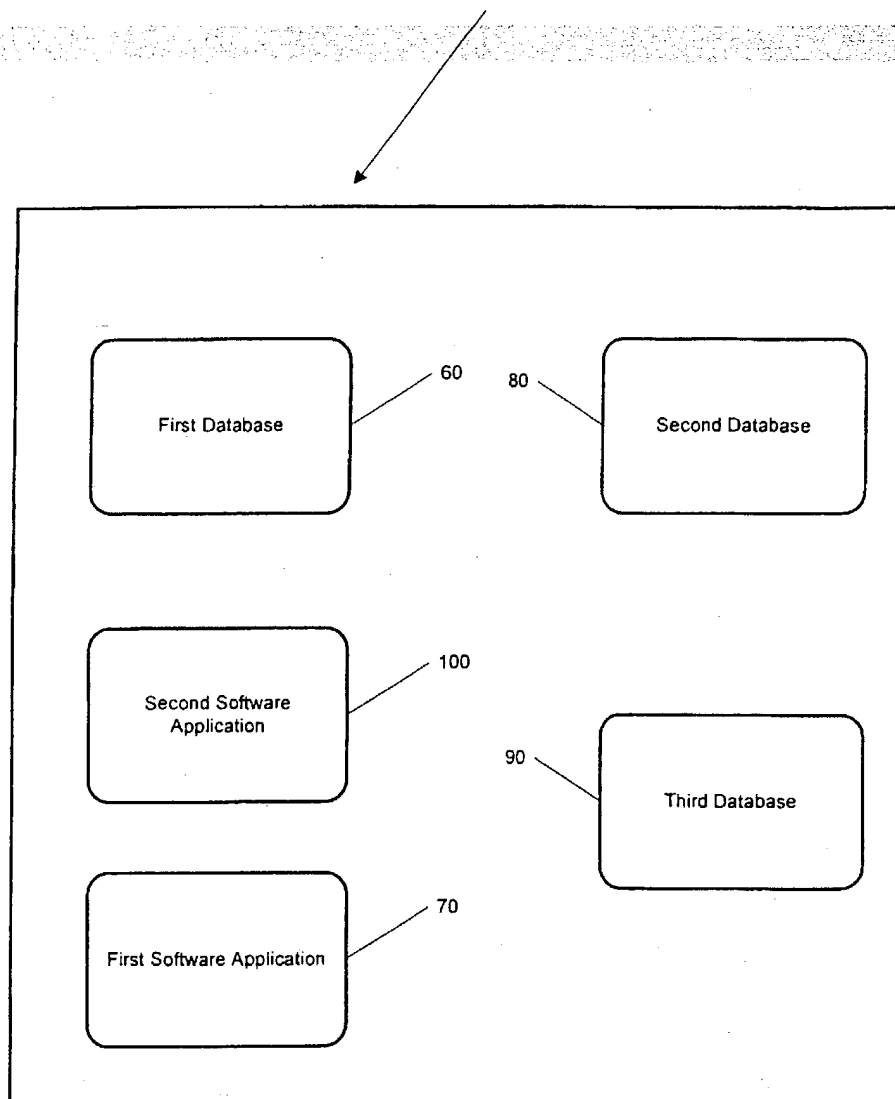 First Database
60
80
Second Database
Second Software
Application
100
90
Third Database
First Software Application
70